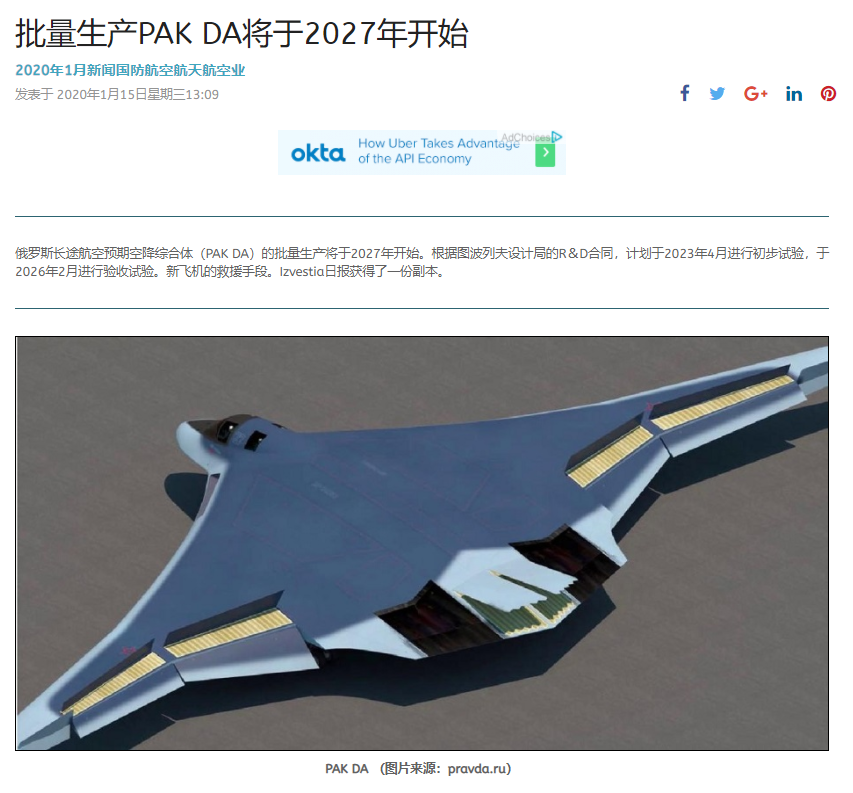 批量生产PAK DA将于2027年开始
2020年1月新闻国防航空航天航空业
发表于 2020年1月15日星期三13:09
f G+ in
AdChoices
okta How Uber Takes Advantage
of the API Economy
俄罗斯长途航空预期空降综合体（PAK DA）的批量生产将于2027年开始。根据图波列夫设计局的R＆D合同，计划于2023年4月进行初步试验，于
2026年2月进行验收试验。新飞机的救援手段。Izvestia日报获得了一份副本。
PAK DA （图片来源：pravda.ru）